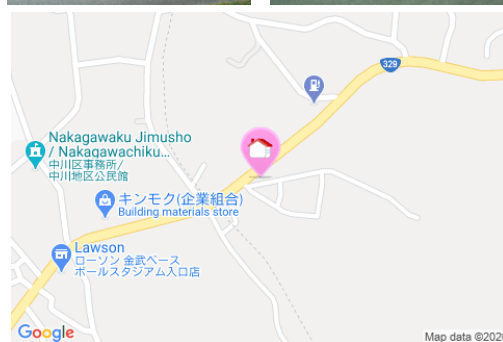 329
Nakagawaku Jimusho
/ Nakagawachiku...
中川区事務所/
中川地区公民館
キンモク(企業組合)
Building materials store
Lawson
ローソン 金武ベース
ボールスタジアム入口店
Google
Map data ©2025